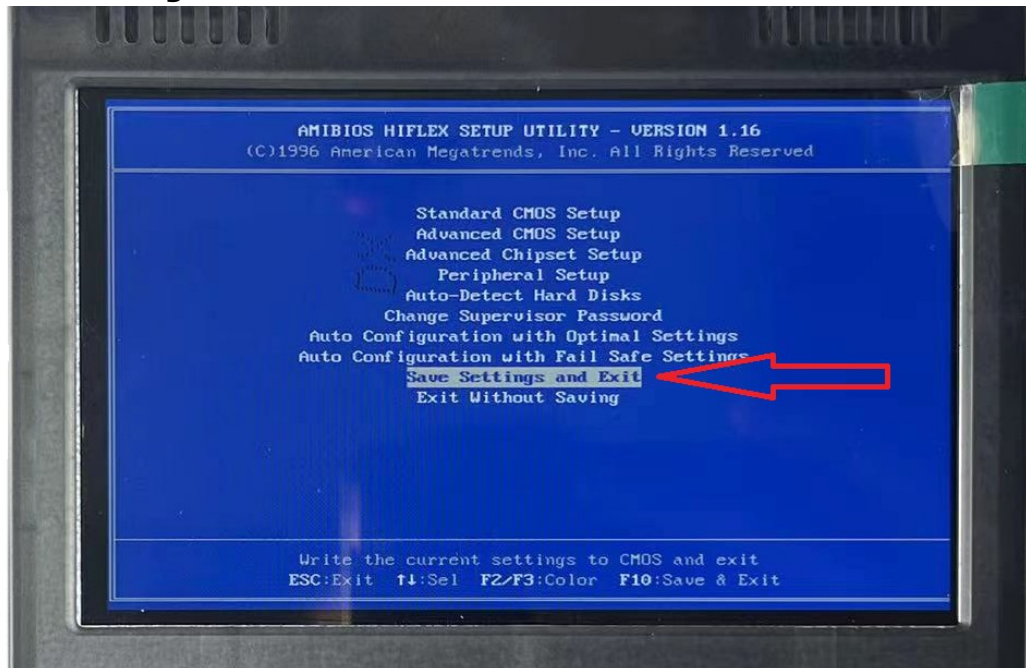 AMIBIOS HIFLEX SETUP UTILITY - VERSION 1.16
(C)1996 American Megatrends, Inc. All Rights Reserved
Standard CMOS Setup
Advanced CMOS Setup
Advanced Chipset Setup
Peripheral Setup
Auto-Detect Hard Disks
Change Supervisor Password
Auto Configuration with Optimal Settings
Auto Configuration with Fail Safe Settings
Save Settings and Exit
Exit Without Saving
Write the current settings to CMOS and exit
ESC:Exit ↑↓:Sel F2/F3:Color F10:Save & Exit